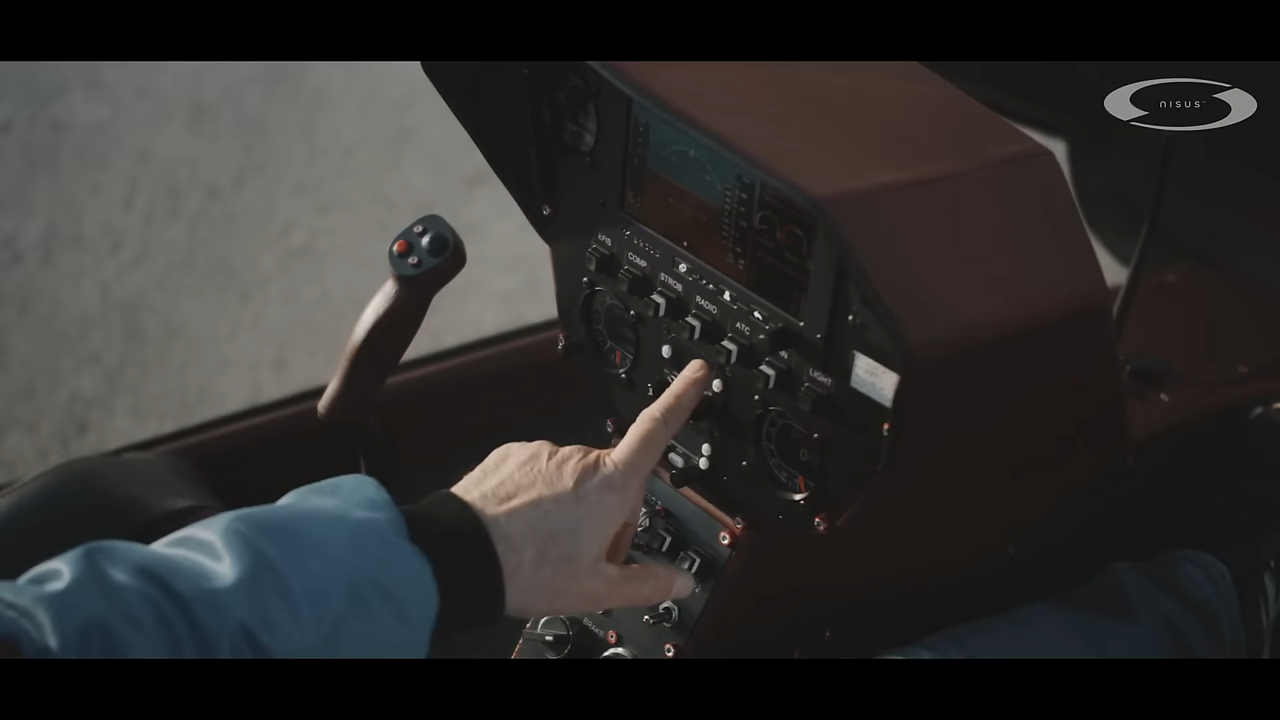 nisus
EFIS
COMP
STROB
RADIO
ATC
LIGHT
BRAKE